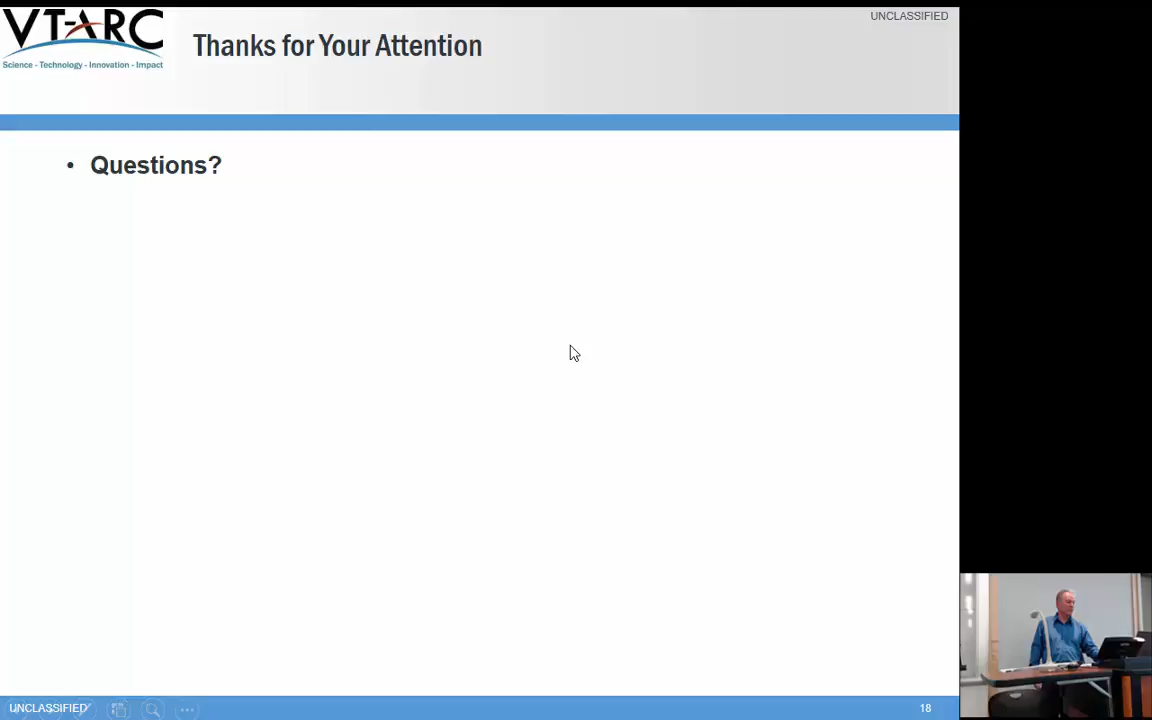 VT-ARC
Science - Technology - Innovation - Impact
Thanks for Your Attention
UNCLASSIFIED
• Questions?
UNCLASSIFIED
18